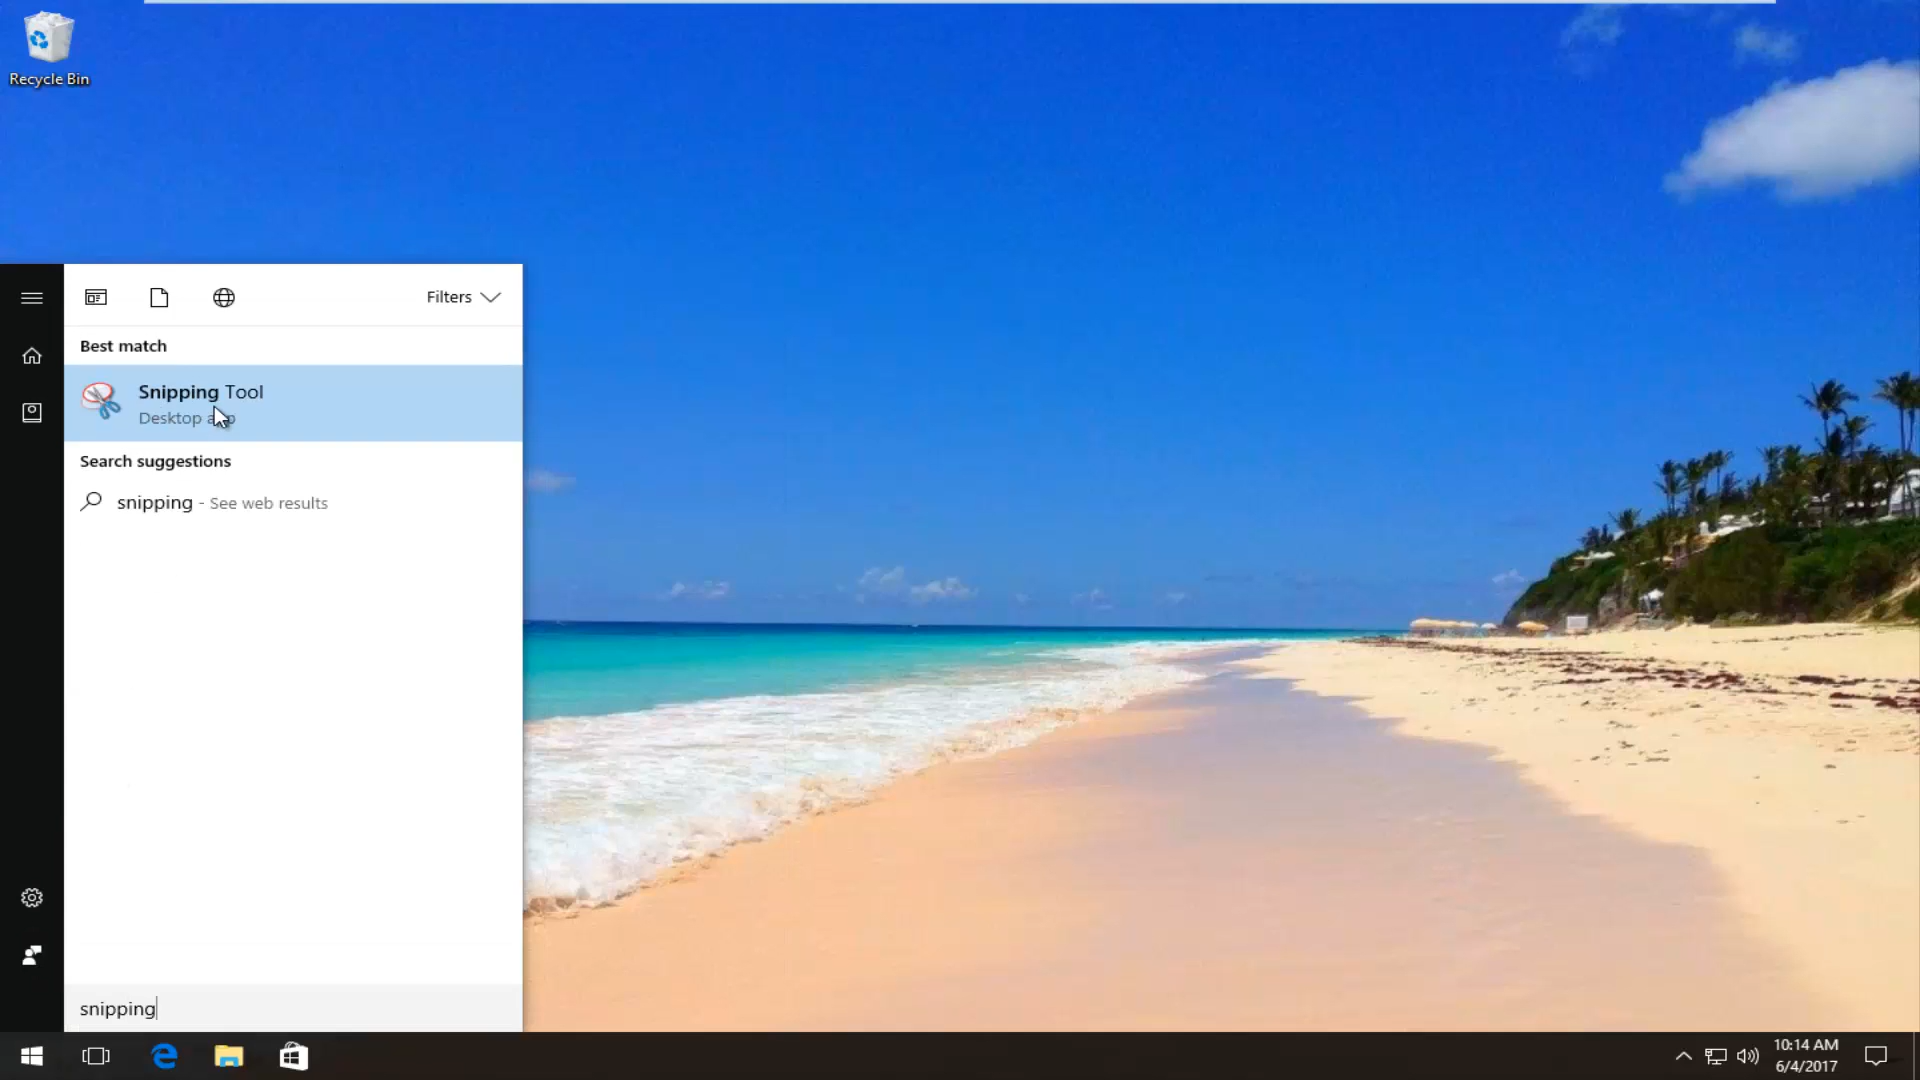 Recycle Bin
Filters
Best match
Snipping Tool
Desktop app
Search suggestions
snipping - See web results
snipping
10:14 AM
6/4/2017